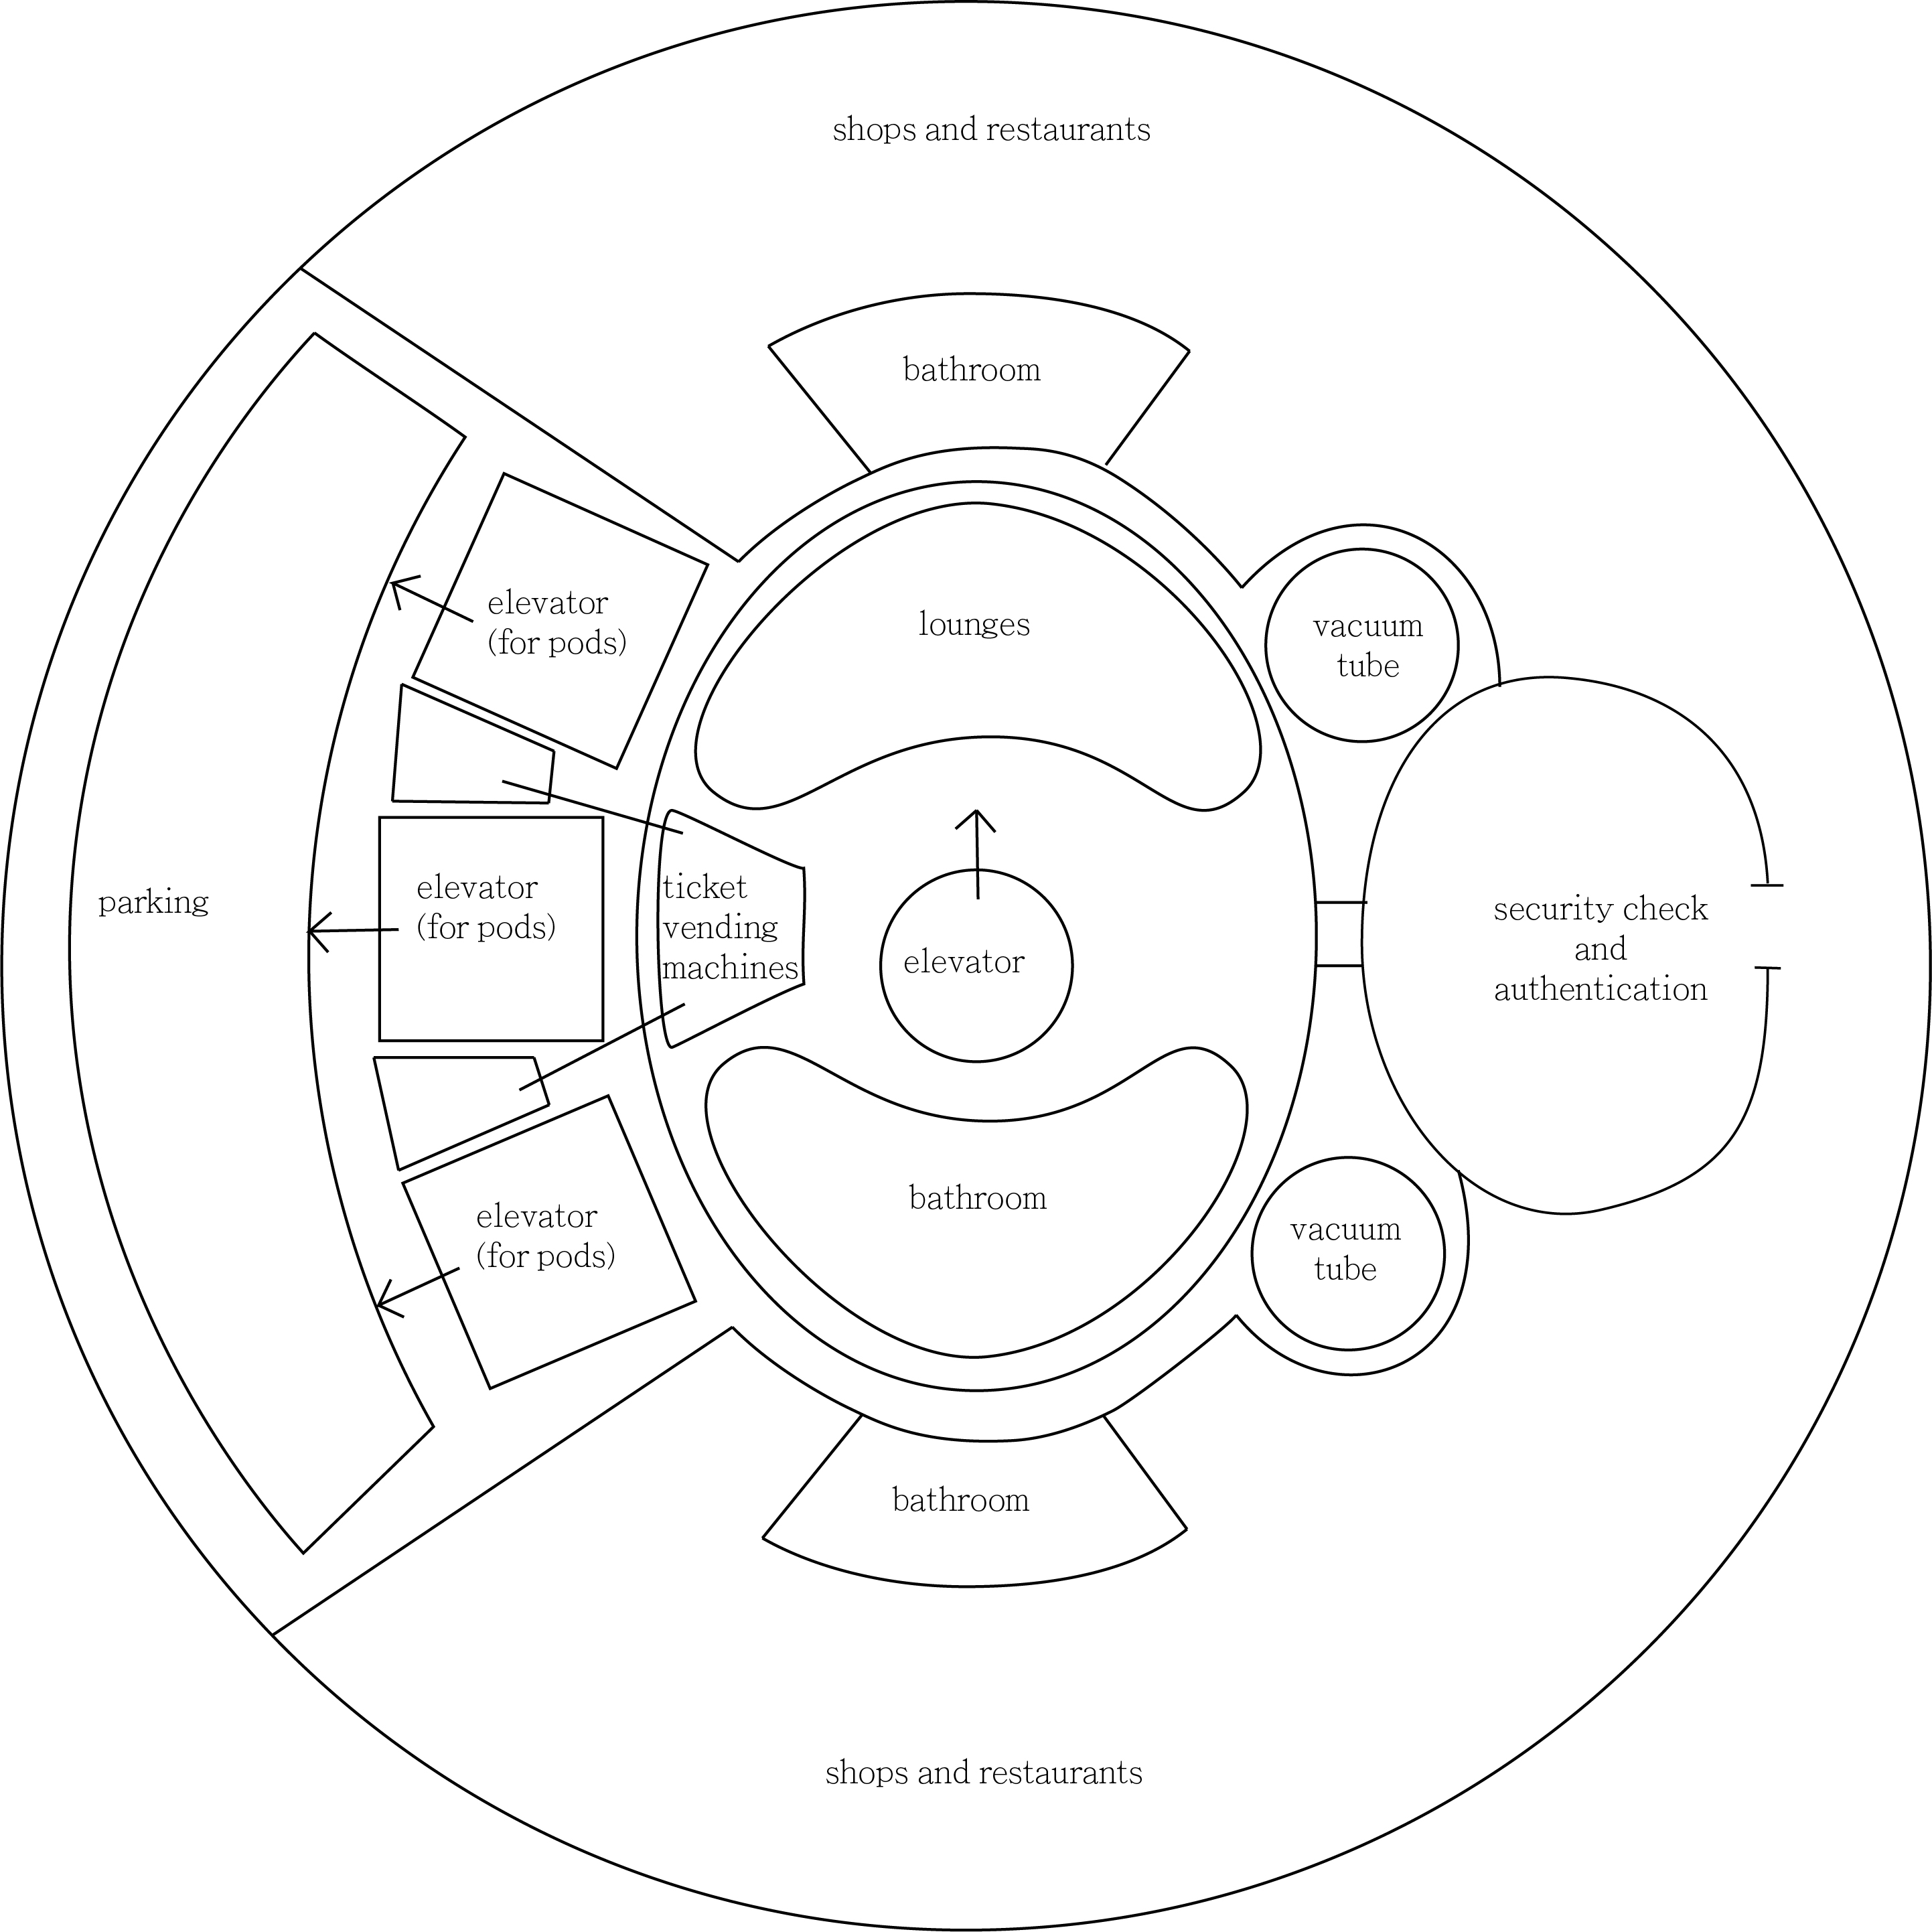 shops and restaurants
bathroom
elevator
(for pods)
lounges
vacuum
tube
parking
elevator
(for pods)
ticket
vending
machines
elevator
security check
and
authentication
elevator
(for pods)
bathroom
vacuum
tube
bathroom
shops and restaurants